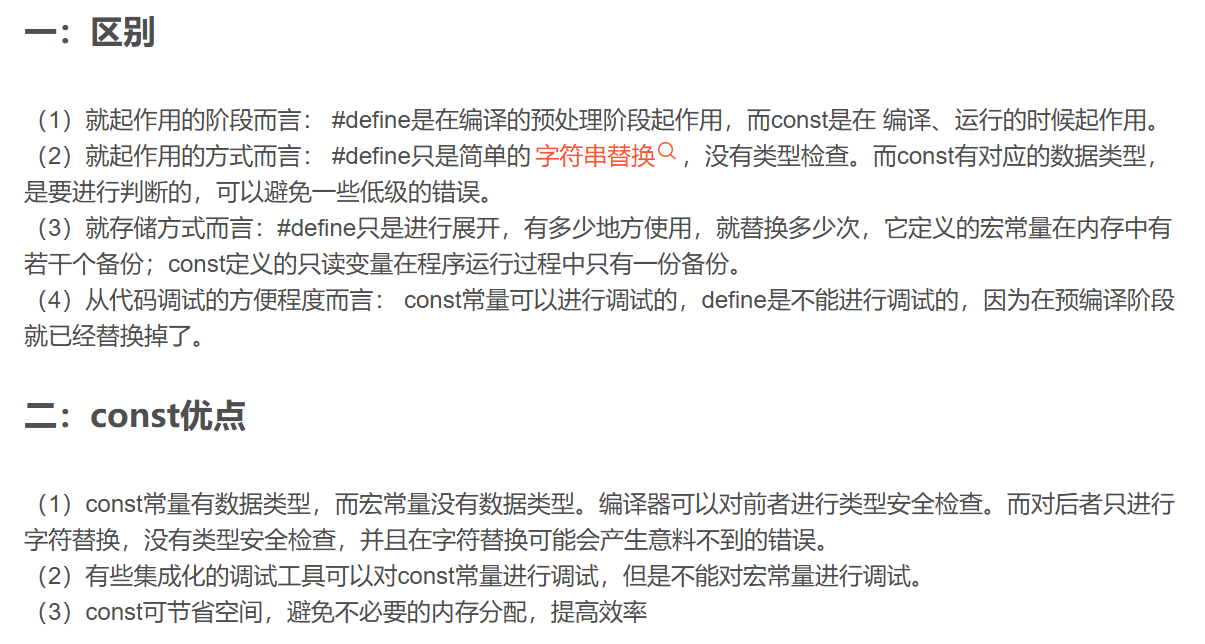 一：区别
（1）就起作用的阶段而言： #define是在编译的预处理阶段起作用，而const是在 编译、运行的时候起作用。
（2）就起作用的方式而言： #define只是简单的 字符串替换 ，没有类型检查。而const有对应的数据类型，
是要进行判断的，可以避免一些低级的错误。
（3）就存储方式而言：#define只是进行展开，有多少地方使用，就替换多少次，它定义的宏常量在内存中有
若干个备份；const定义的只读变量在程序运行过程中只有一份备份。
（4）从代码调试的方便程度而言： const常量可以进行调试的，define是不能进行调试的，因为在预编译阶段
就已经替换掉了。
二：const优点
（1）const常量有数据类型，而宏常量没有数据类型。编译器可以对前者进行类型安全检查。而对后者只进行
字符替换，没有类型安全检查，并且在字符替换可能会产生意料不到的错误。
（2）有些集成化的调试工具可以对const常量进行调试，但是不能对宏常量进行调试。
（3）const可节省空间，避免不必要的内存分配，提高效率